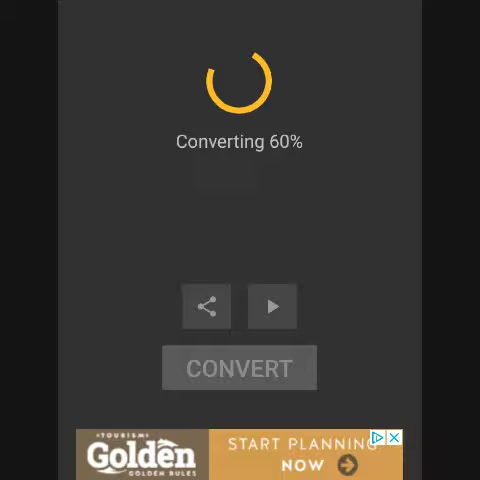 Converting 60%
CONVERT
TOURISM
Golden
GOLDEN RULES
START PLANNING
NOW